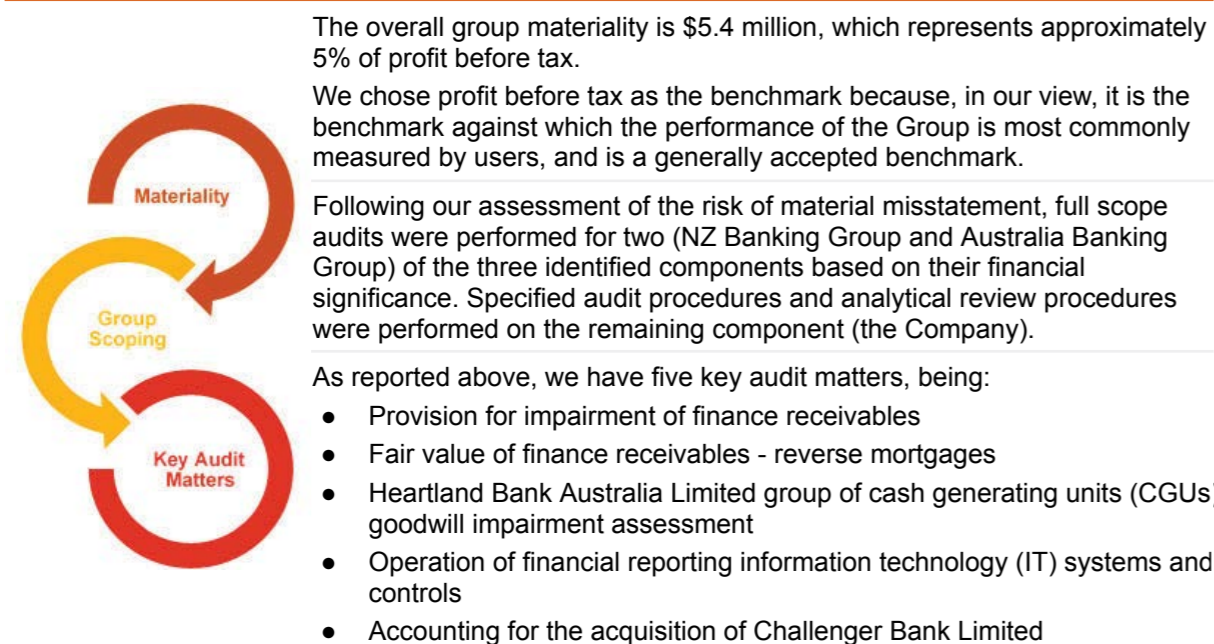 The overall group materiality is $5.4 million, which represents approximately
5% of profit before tax.
We chose profit before tax as the benchmark because, in our view, it is the
benchmark against which the performance of the Group is most commonly
measured by users, and is a generally accepted benchmark.
Materiality
Following our assessment of the risk of material misstatement, full scope
audits were performed for two (NZ Banking Group and Australia Banking
Group) of the three identified components based on their financial
significance. Specified audit procedures and analytical review procedures
were performed on the remaining component (the Company).
Group
Scoping
As reported above, we have five key audit matters, being:
● Provision for impairment of finance receivables
● Fair value of finance receivables - reverse mortgages
● Heartland Bank Australia Limited group of cash generating units (CGUs)
goodwill impairment assessment
● Operation of financial reporting information technology (IT) systems and
controls
● Accounting for the acquisition of Challenger Bank Limited
Key Audit
Matters